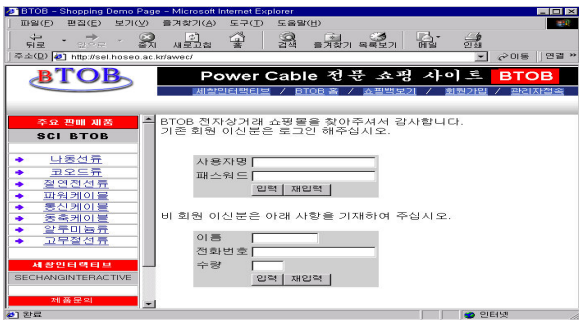 BTOB - Shopping Demo Page - Microsoft Internet Explorer
파일(F) 편집(E) 보기(V) 즐겨찾기(A) 도구(T) 도움말(H)
뒤로 중지 새로고침 홈 검색 즐겨찾기 목록보기 메일 인쇄
주소(D) http://sel.hoseo.ac.kr/awec/ 이동 연결 »
BTOB
Power Cable 전문 쇼핑 사이트 BTOB
세창인터랙티브 / BTOB 홈 / 쇼핑백보기 / 회원가입 / 관리자접속
주요 판매 제품
SCI BTOB
나동선류
코오드류
절연전선류
파워케이블
통신케이블
동축케이블
알루미늄류
고무절선류
세창인터랙티브
SECHANGINTERACTIVE
제품문의
BTOB 전자상거래 쇼핑몰을 찾아주셔서 감사합니다.
기존 회원 이신분은 로그인 해주십시오.
사용자명
패스워드
입력 재입력
비 회원 이신분은 아래 사항을 기재하여 주십시오.
이름
전화번호
수량
입력 재입력
완료 인터넷